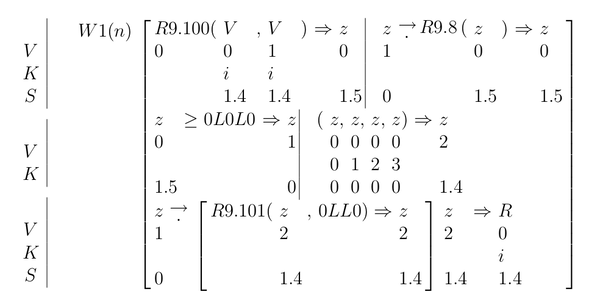 W1(n) [ R9.100( V , V ) ⇒ z | z →. R9.8 ( z ) ⇒ z
V | 0 1 0 | 1 0 0
K | i i
S | 1.4 1.4 1.5 | 0 1.5 1.5
z ≥ 0L0L0 ⇒ z | ( z, z, z, z) ⇒ z
V | 0 1 | 0 0 0 0 2
K | 0 1 2 3
1.5 0 | 0 0 0 0 1.4
z →. [ R9.101( z , 0LL0) ⇒ z ] z ⇒ R
V | 1 2 2 2 0
K | i
S | 0 1.4 1.4 1.4 1.4 ]